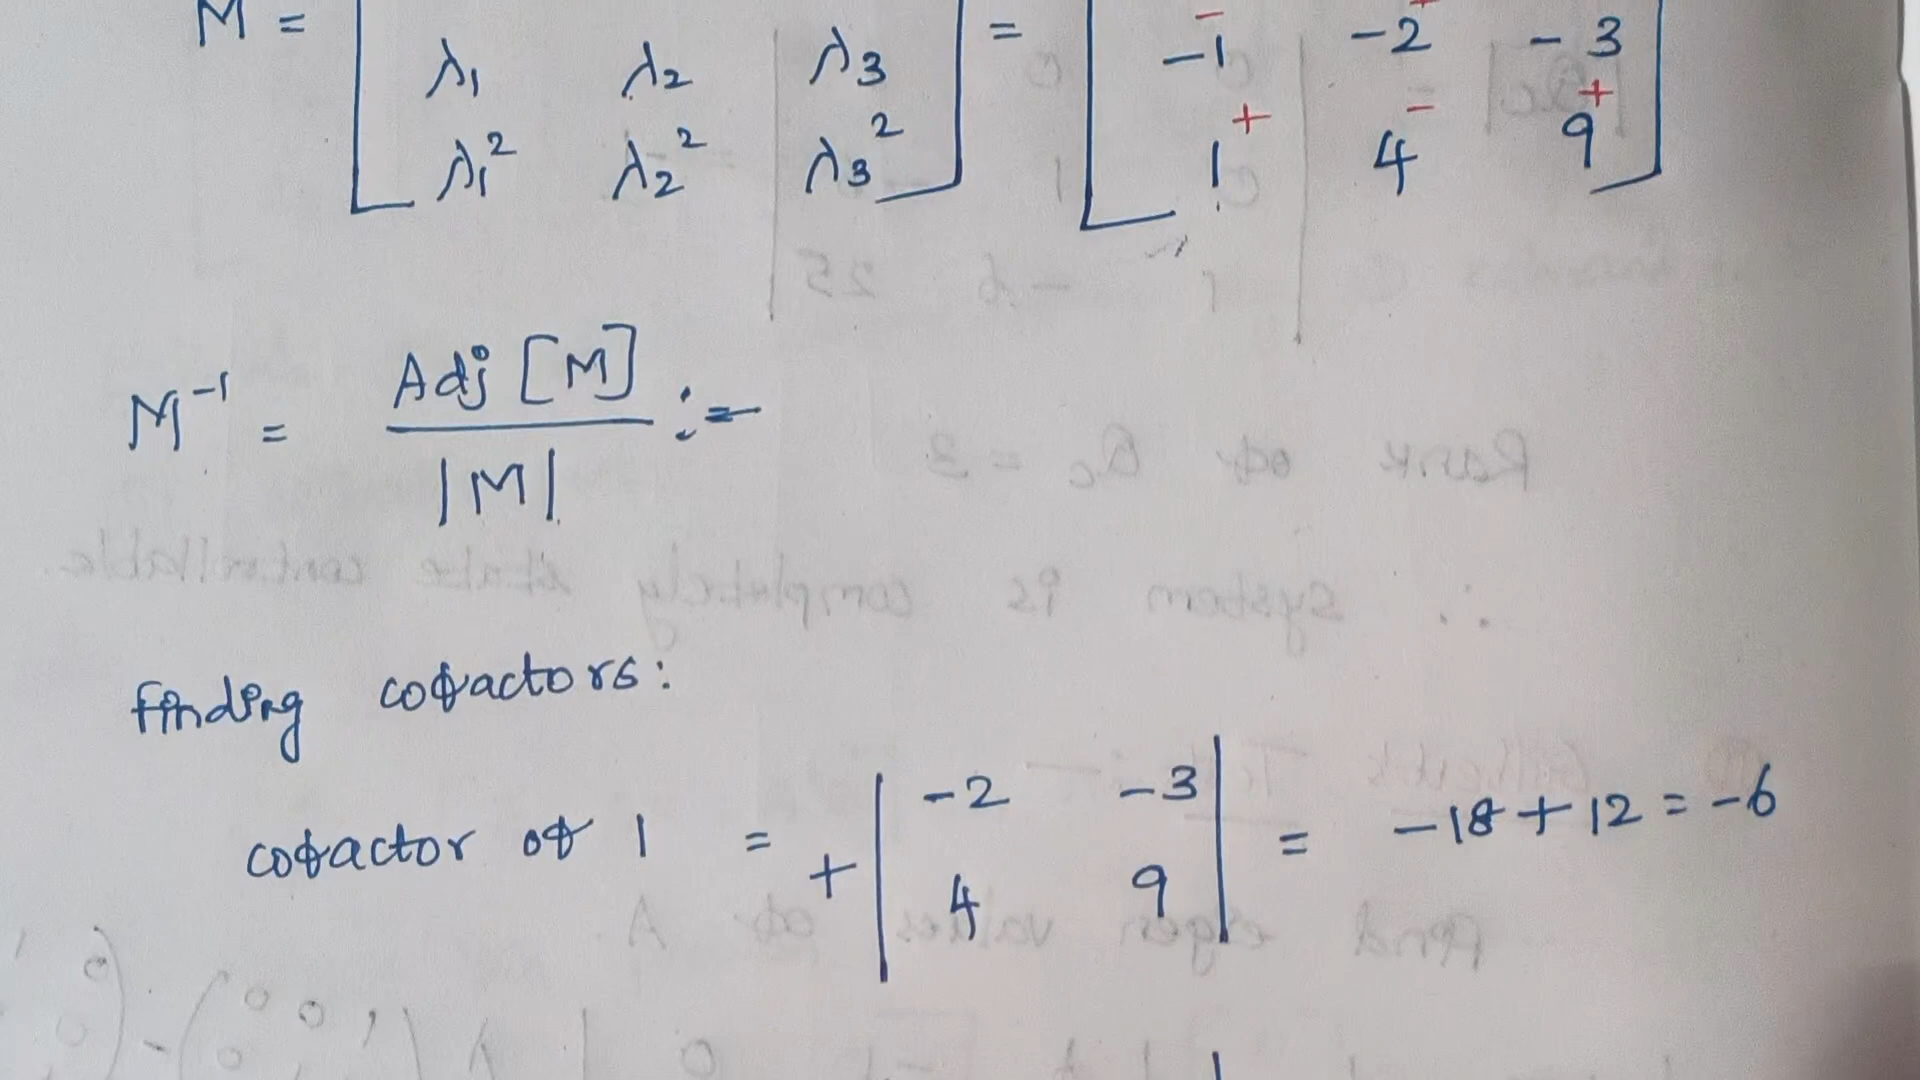 M = [ = [
λ1 λ2 λ3 -1 -2 -3
λ1² λ2² λ3² ] 1 4 9 ]
M⁻¹ = Adj [M] / |M| :-
finding cofactors:
cofactor of 1 = + | -2 -3 | = -18 + 12 = -6
4 9